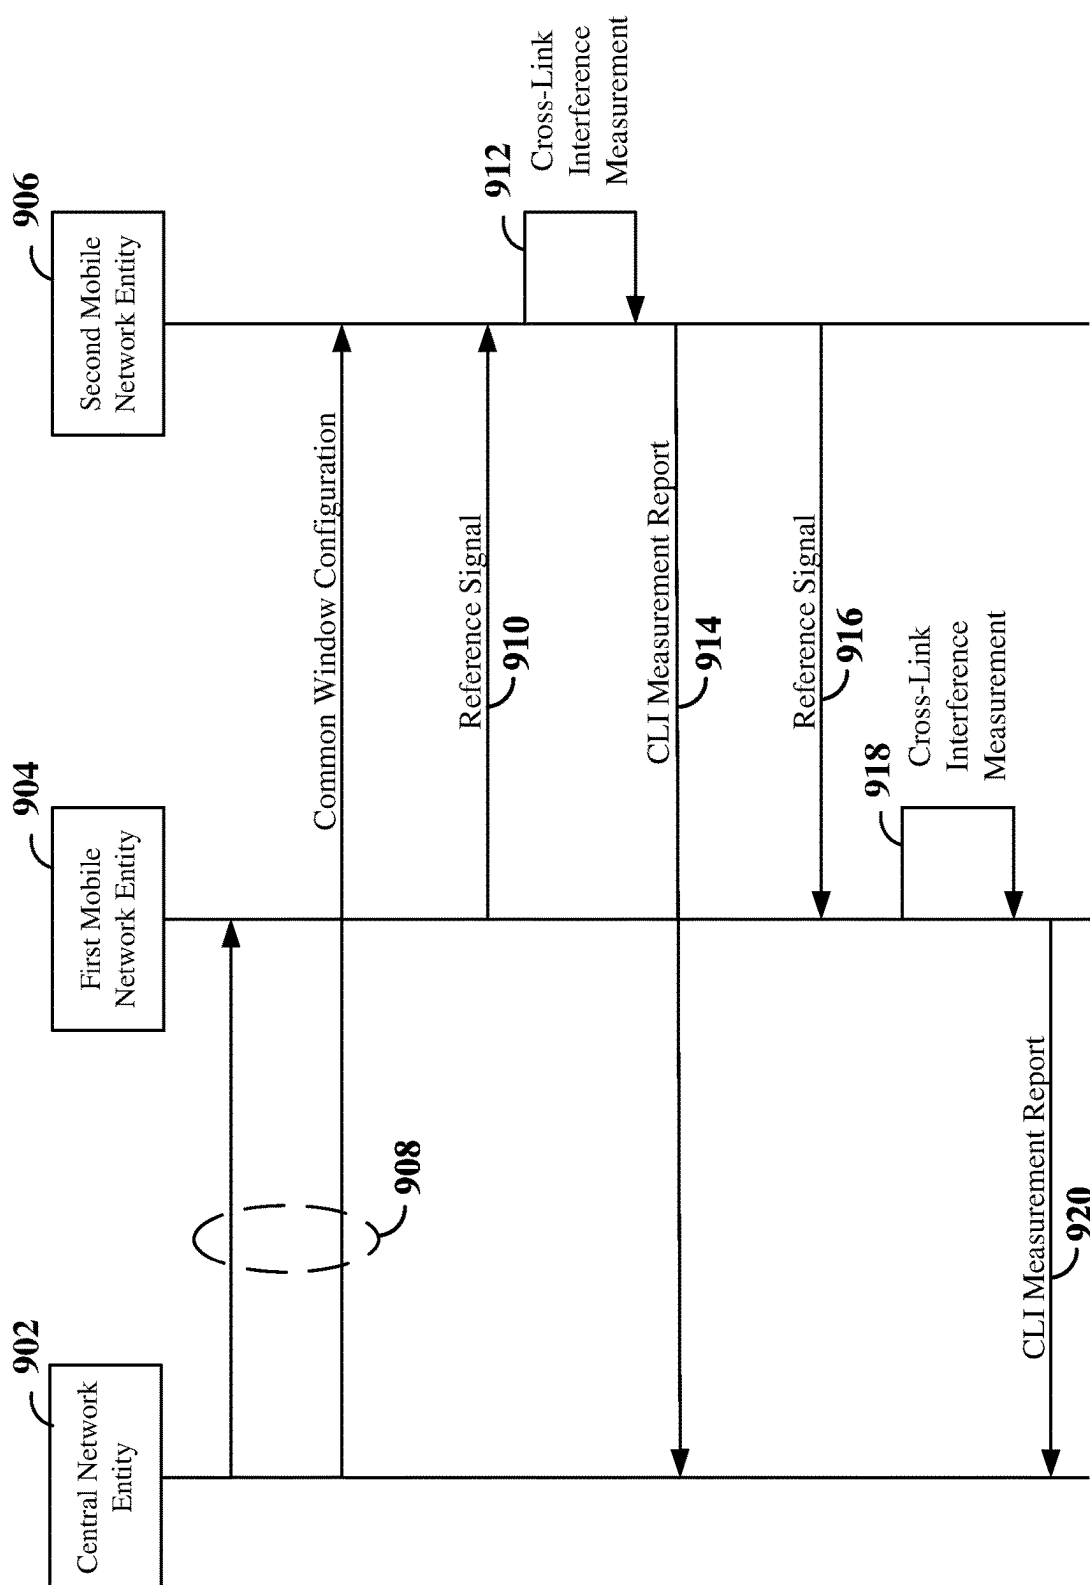 902
Central Network
Entity
904
First Mobile
Network Entity
906
Second Mobile
Network Entity
908
Common Window Configuration
Reference Signal
910
912
Cross-Link
Interference
Measurement
CLI Measurement Report
914
Reference Signal
916
918
Cross-Link
Interference
Measurement
CLI Measurement Report
920